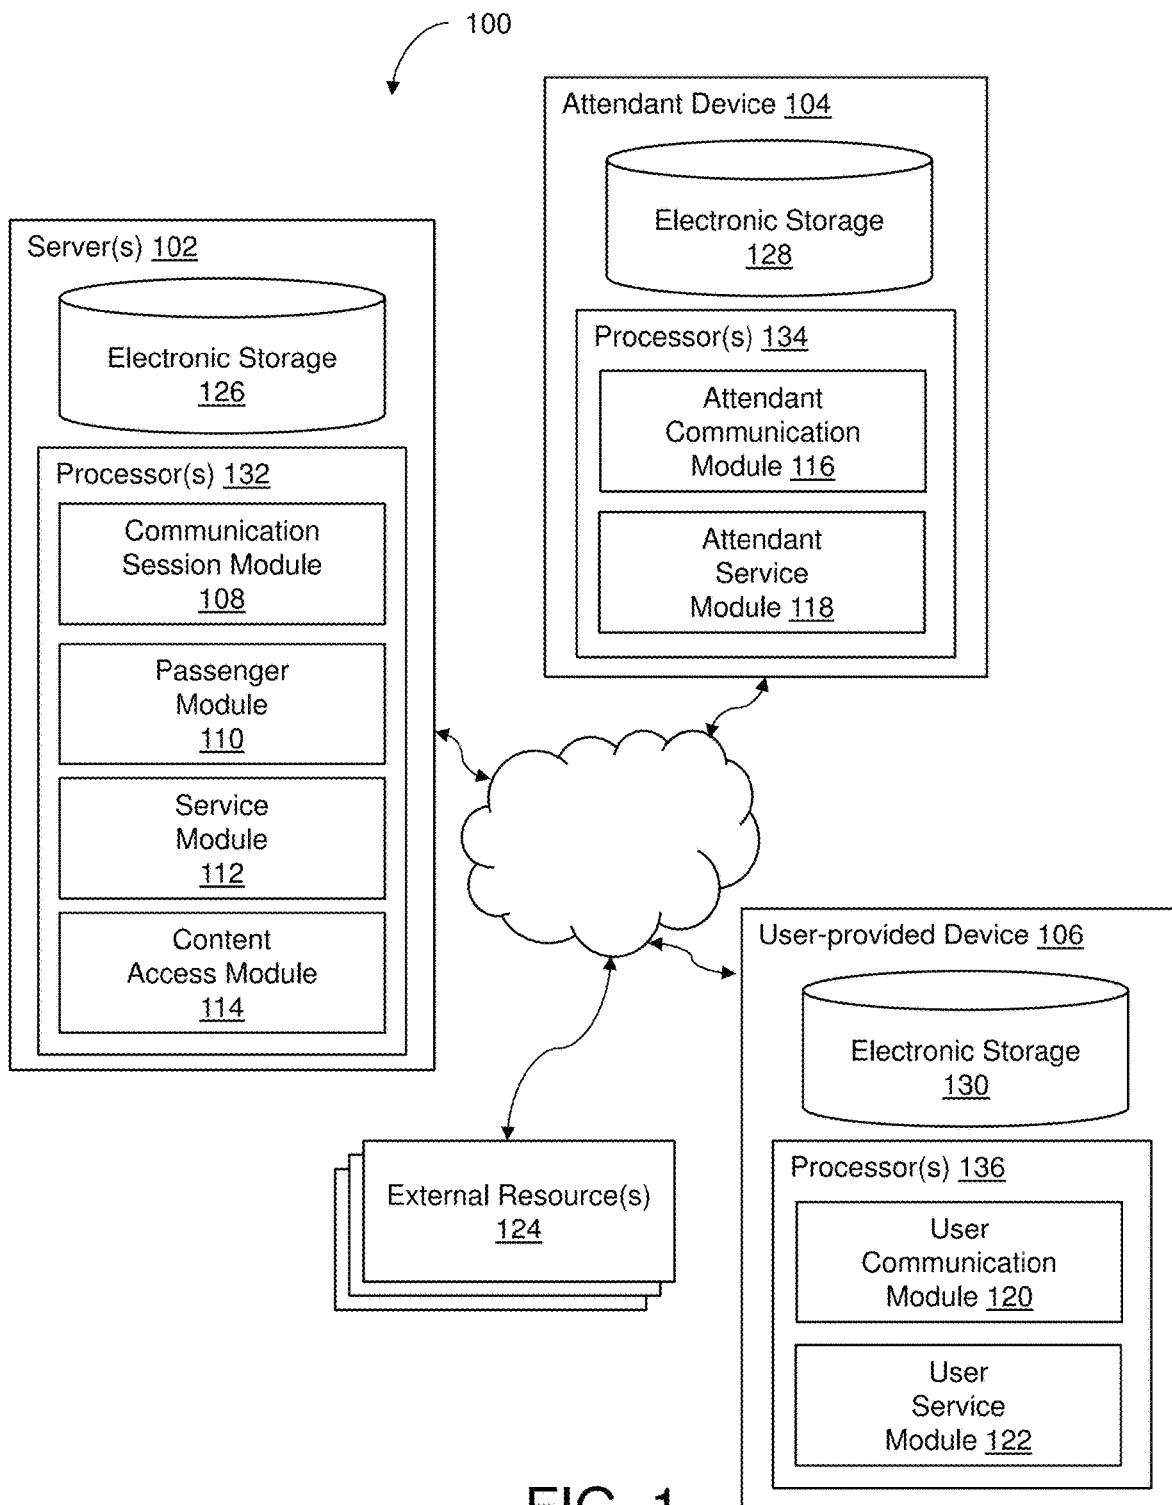 100
Attendant Device 104
Electronic Storage
128
Processor(s) 134
Attendant
Communication
Module 116
Attendant
Service
Module 118
Server(s) 102
Electronic Storage
126
Processor(s) 132
Communication
Session Module
108
Passenger
Module
110
Service
Module
112
Content
Access Module
114
User-provided Device 106
Electronic Storage
130
Processor(s) 136
User
Communication
Module 120
User
Service
Module 122
External Resource(s)
124
FIG. 1